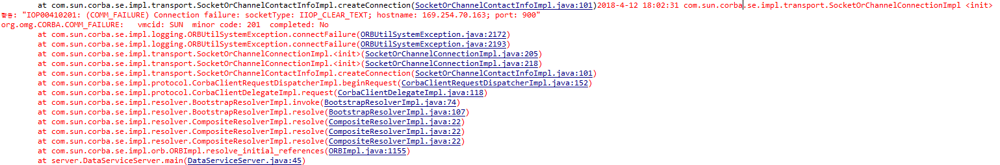 at com.sun.corba.se.impl.transport.SocketOrChannelContactInfoImpl.createConnection(SocketOrChannelContactInfoImpl.java:101)2018-4-12 18:02:31 com.sun.corba.se.impl.transport.SocketOrChannelConnectionImpl <init>
警告: "IOP00410201: (COMM_FAILURE) Connection failure: socketType: IIOP_CLEAR_TEXT; hostname: 169.254.70.163; port: 900"
org.omg.CORBA.COMM_FAILURE:   vmcid: SUN  minor code: 201  completed: No
at com.sun.corba.se.impl.logging.ORBUtilSystemException.connectFailure(ORBUtilSystemException.java:2172)
at com.sun.corba.se.impl.logging.ORBUtilSystemException.connectFailure(ORBUtilSystemException.java:2193)
at com.sun.corba.se.impl.transport.SocketOrChannelConnectionImpl.<init>(SocketOrChannelConnectionImpl.java:205)
at com.sun.corba.se.impl.transport.SocketOrChannelConnectionImpl.<init>(SocketOrChannelConnectionImpl.java:218)
at com.sun.corba.se.impl.transport.SocketOrChannelContactInfoImpl.createConnection(SocketOrChannelContactInfoImpl.java:101)
at com.sun.corba.se.impl.protocol.CorbaClientRequestDispatcherImpl.beginRequest(CorbaClientRequestDispatcherImpl.java:152)
at com.sun.corba.se.impl.protocol.CorbaClientDelegateImpl.request(CorbaClientDelegateImpl.java:118)
at com.sun.corba.se.impl.resolver.BootstrapResolverImpl.invoke(BootstrapResolverImpl.java:74)
at com.sun.corba.se.impl.resolver.BootstrapResolverImpl.resolve(BootstrapResolverImpl.java:107)
at com.sun.corba.se.impl.resolver.CompositeResolverImpl.resolve(CompositeResolverImpl.java:22)
at com.sun.corba.se.impl.resolver.CompositeResolverImpl.resolve(CompositeResolverImpl.java:22)
at com.sun.corba.se.impl.resolver.CompositeResolverImpl.resolve(CompositeResolverImpl.java:22)
at com.sun.corba.se.impl.orb.ORBImpl.resolve_initial_references(ORBImpl.java:1155)
at server.DataServiceServer.main(DataServiceServer.java:45)